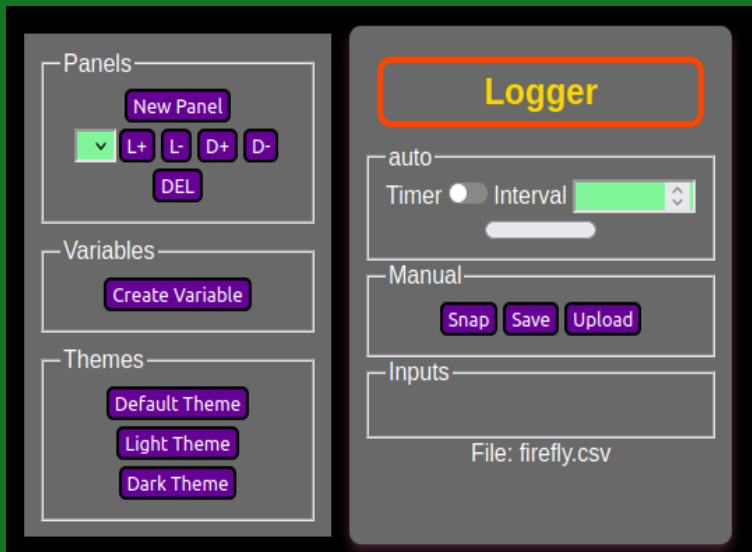 Panels
New Panel
L+ L- D+ D-
DEL
Variables
Create Variable
Themes
Default Theme
Light Theme
Dark Theme
Logger
auto
Timer Interval
Manual
Snap Save Upload
Inputs
File: firefly.csv